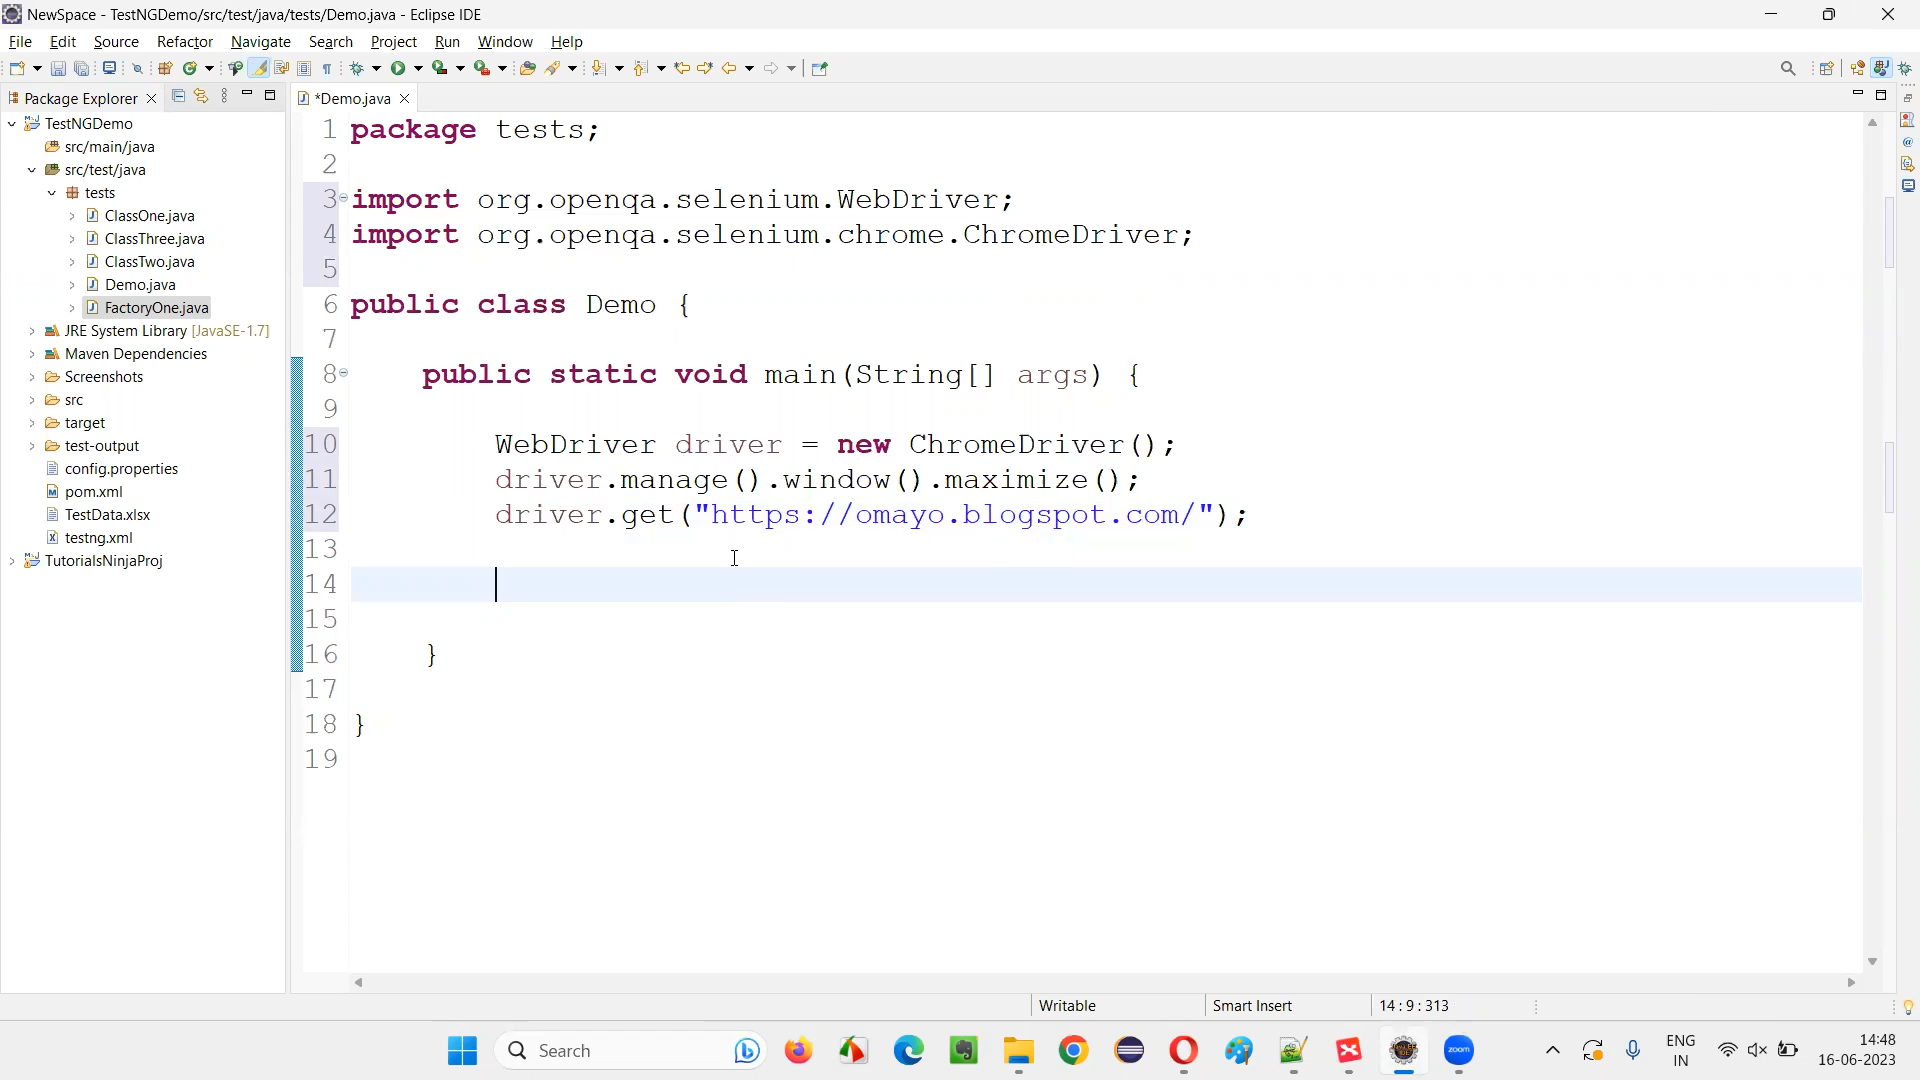 NewSpace - TestNGDemo/src/test/java/tests/Demo.java - Eclipse IDE
File Edit Source Refactor Navigate Search Project Run Window Help
Package Explorer
*Demo.java
TestNGDemo
src/main/java
src/test/java
tests
ClassOne.java
ClassThree.java
ClassTwo.java
Demo.java
FactoryOne.java
JRE System Library [JavaSE-1.7]
Maven Dependencies
Screenshots
src
target
test-output
config.properties
pom.xml
TestData.xlsx
testng.xml
TutorialsNinjaProj
1 package tests;
2
3 import org.openqa.selenium.WebDriver;
4 import org.openqa.selenium.chrome.ChromeDriver;
5
6 public class Demo {
7
8 public static void main(String[] args) {
9
10 WebDriver driver = new ChromeDriver();
11 driver.manage().window().maximize();
12 driver.get("https://omayo.blogspot.com/");
13
14
15
16 }
17
18 }
19
Writable Smart Insert 14 : 9 : 313
Search
zoom
ENG
IN
14:48
16-06-2023